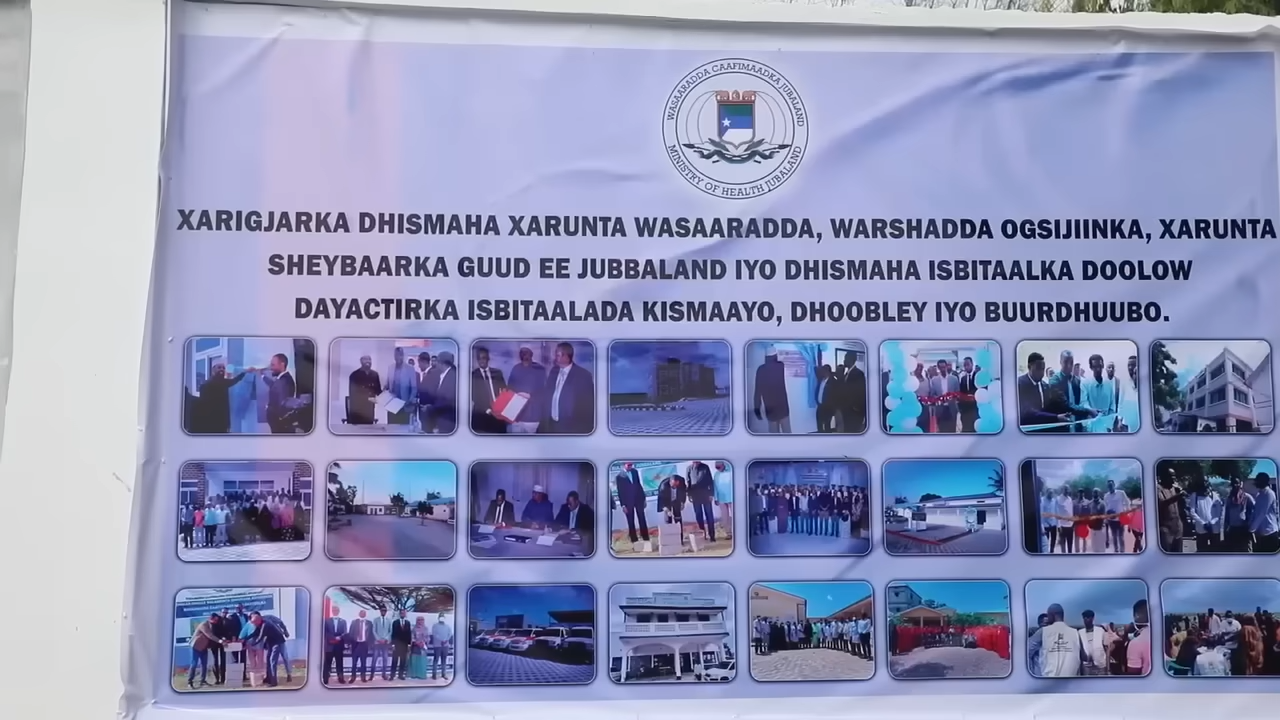 WASAARADDA CAAFIMAADKA JUBALAND
MINISTRY OF HEALTH JUBALAND
XARIGJARKA DHISMAHA XARUNTA WASAARADDA, WARSHADDA OGSIJIINKA, XARUNTA
SHEYBAARKA GUUD EE JUBBALAND IYO DHISMAHA ISBITAALKA DOOLOW
DAYACTIRKA ISBITAALADA KISMAAYO, DHOOBLEY IYO BUURDHUUBO.